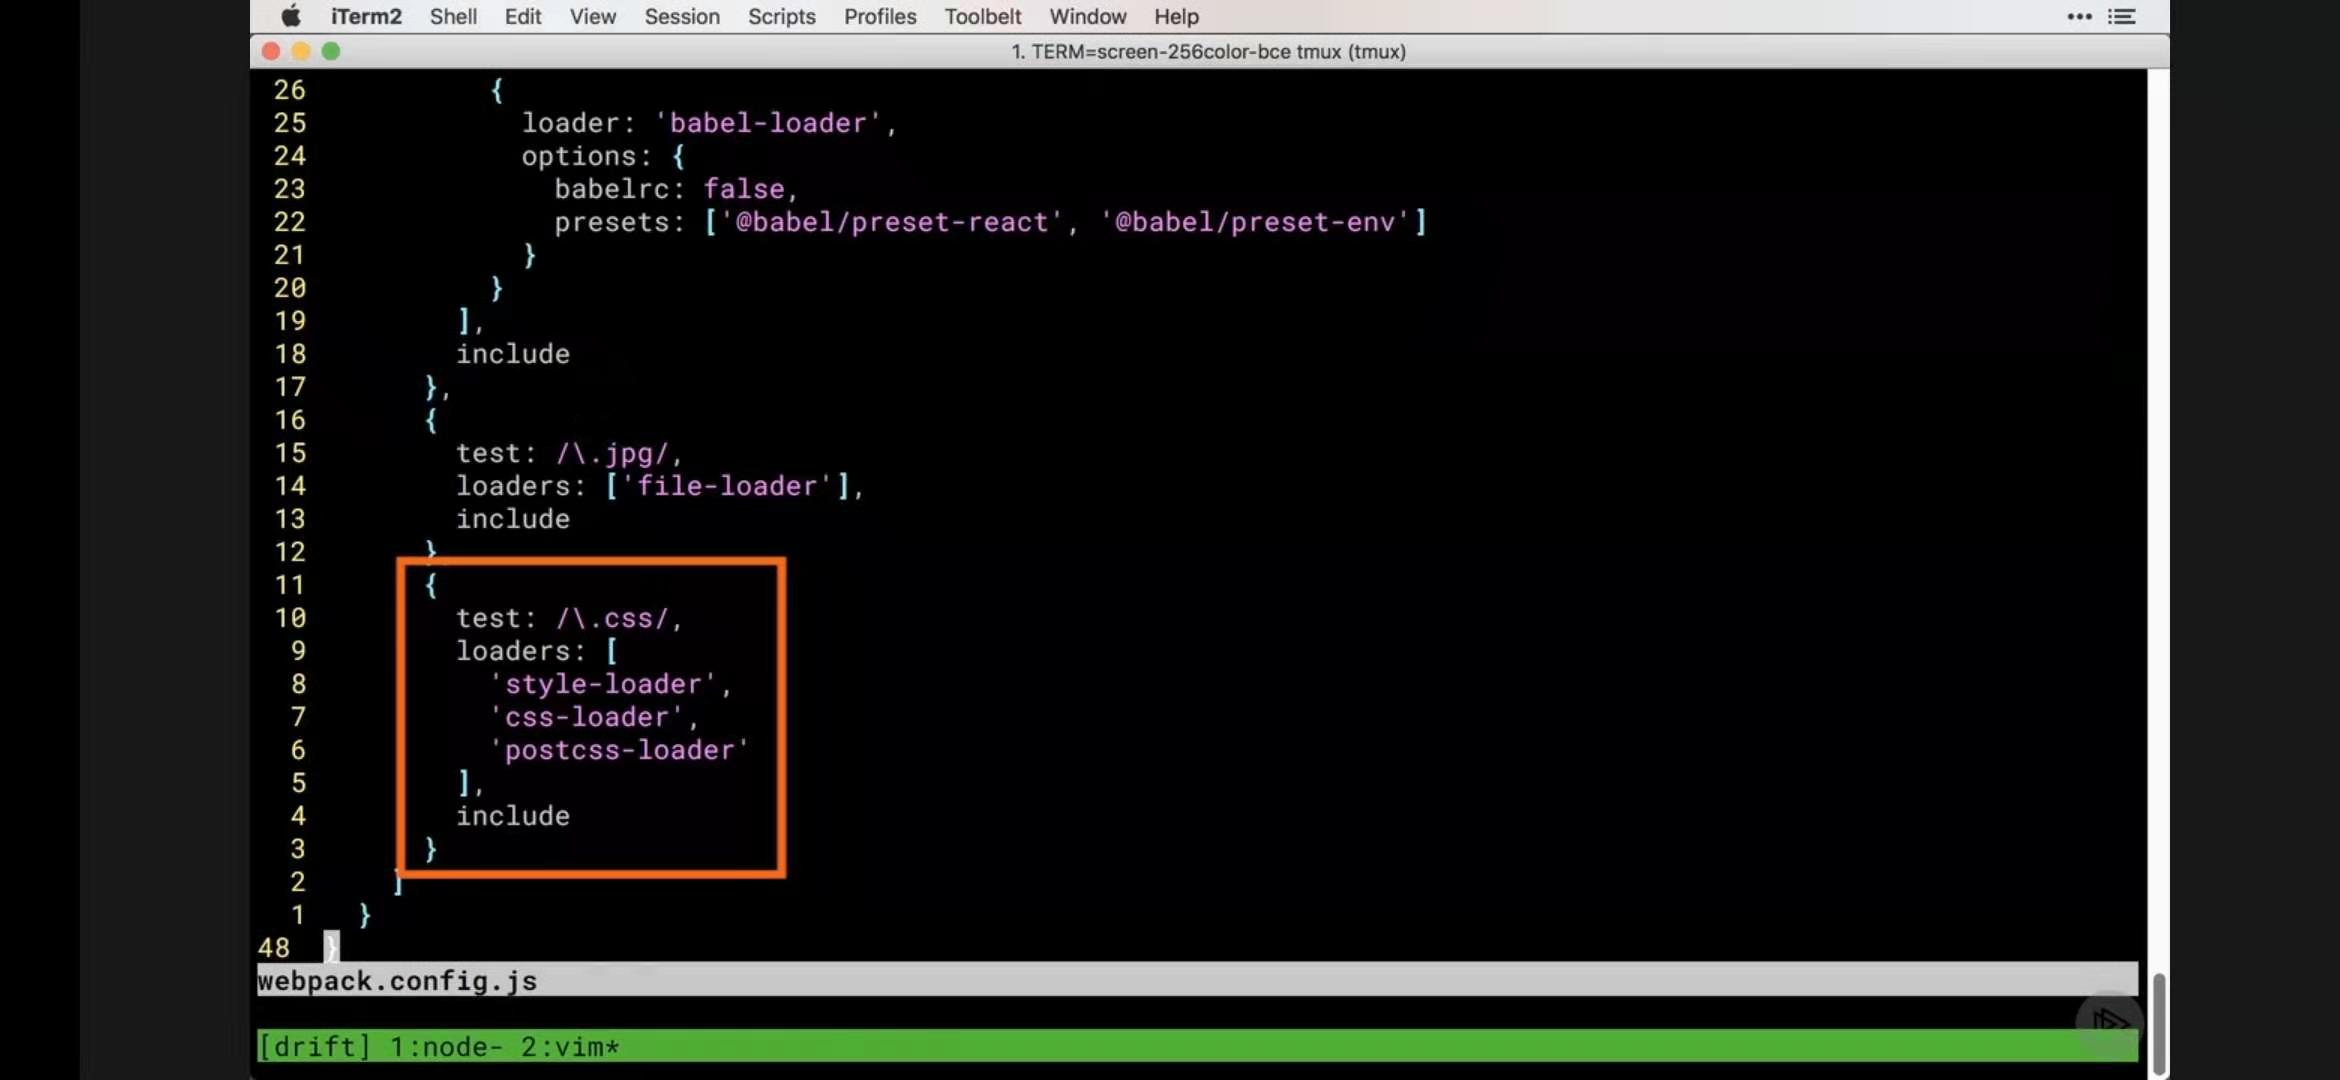 iTerm2 Shell Edit View Session Scripts Profiles Toolbelt Window Help
1. TERM=screen-256color-bce tmux (tmux)
26 {
25 loader: 'babel-loader',
24 options: {
23 babelrc: false,
22 presets: ['@babel/preset-react', '@babel/preset-env']
21 }
20 }
19 ],
18 include
17 },
16 {
15 test: /\.jpg/,
14 loaders: ['file-loader'],
13 include
12 }
11 {
10 test: /\.css/,
9 loaders: [
8 'style-loader',
7 'css-loader',
6 'postcss-loader'
5 ],
4 include
3 }
2 ]
1 }
48 }
webpack.config.js
[drift] 1:node- 2:vim*